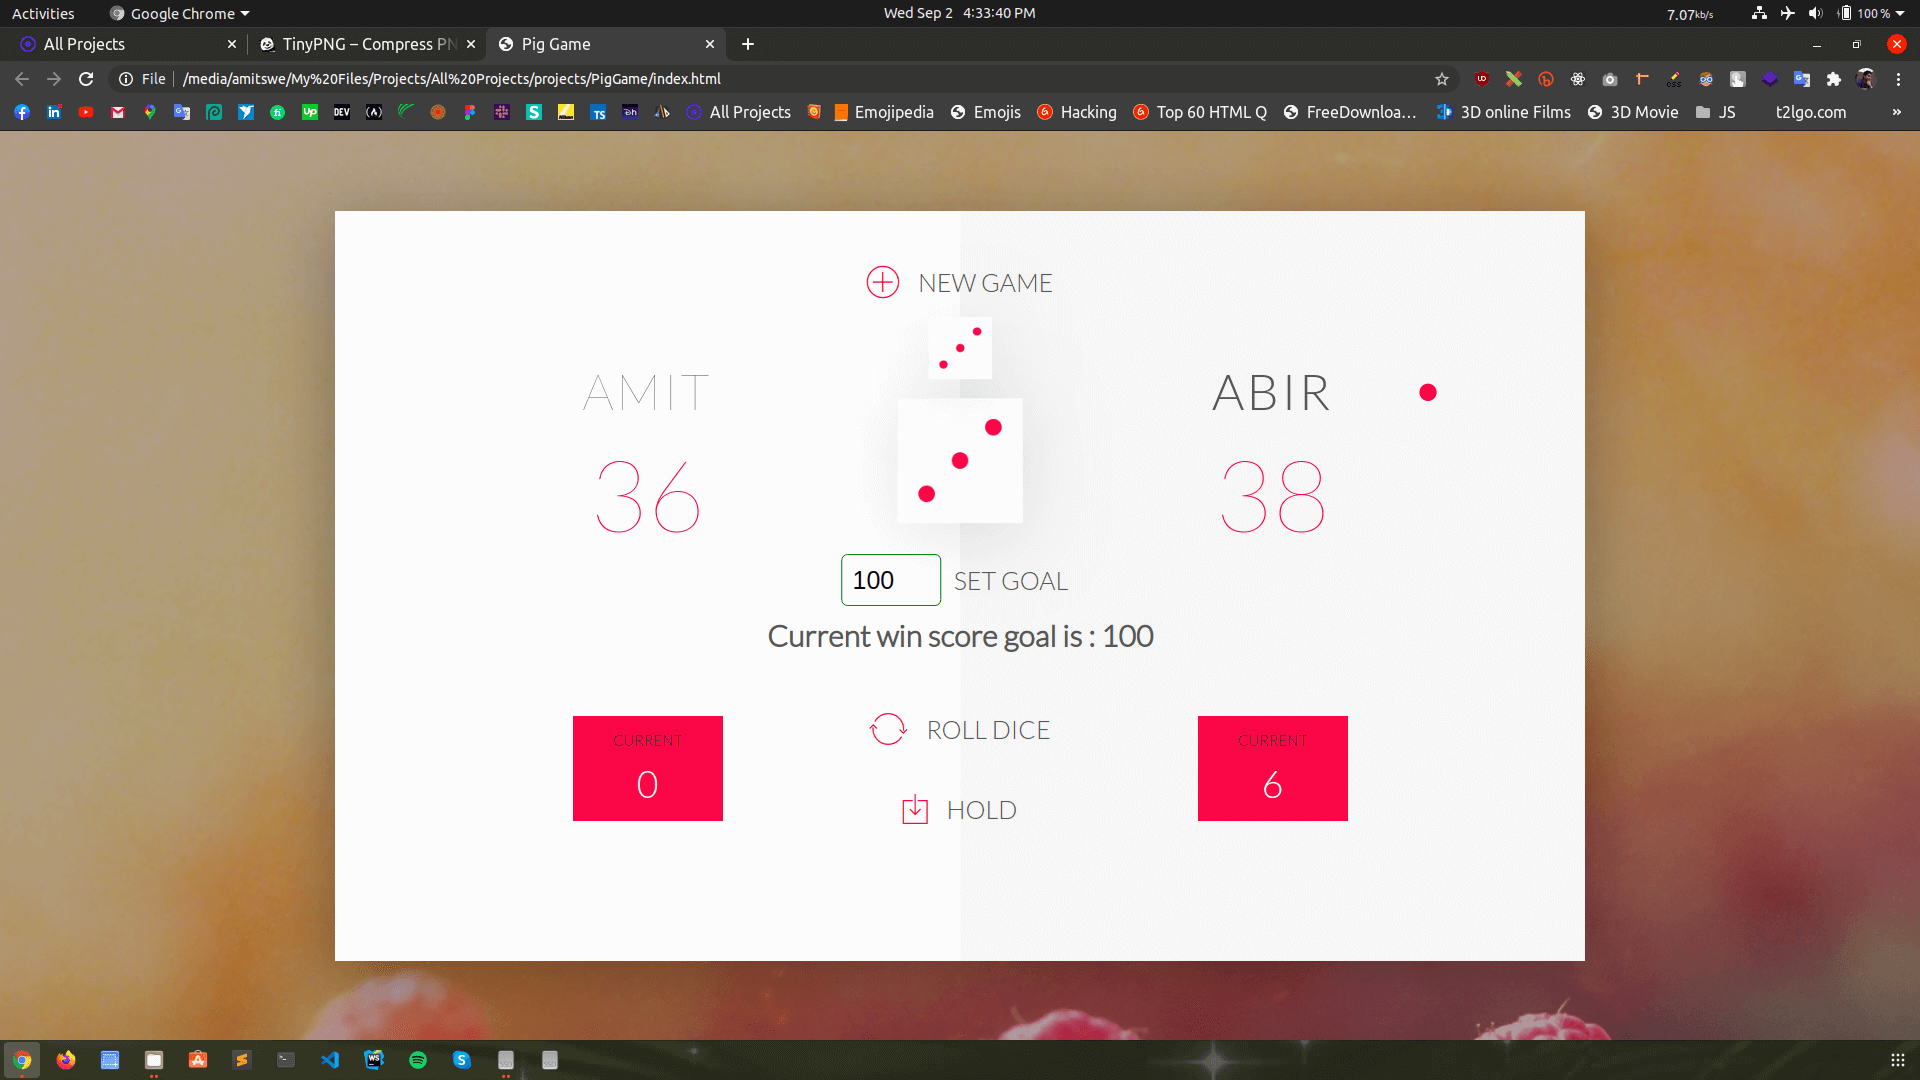 Activities
Google Chrome
Wed Sep 2 4:33:40 PM
7.07kb/s
100 %
All Projects
TinyPNG – Compress PN
Pig Game
File
/media/amitswe/My%20Files/Projects/All%20Projects/projects/PigGame/index.html
All Projects
Emojipedia
Emojis
Hacking
Top 60 HTML Q
FreeDownloa…
3D online Films
3D Movie
JS
t2lgo.com
»
NEW GAME
AMIT
ABIR
36
38
100
SET GOAL
Current win score goal is : 100
CURRENT
0
ROLL DICE
CURRENT
6
HOLD